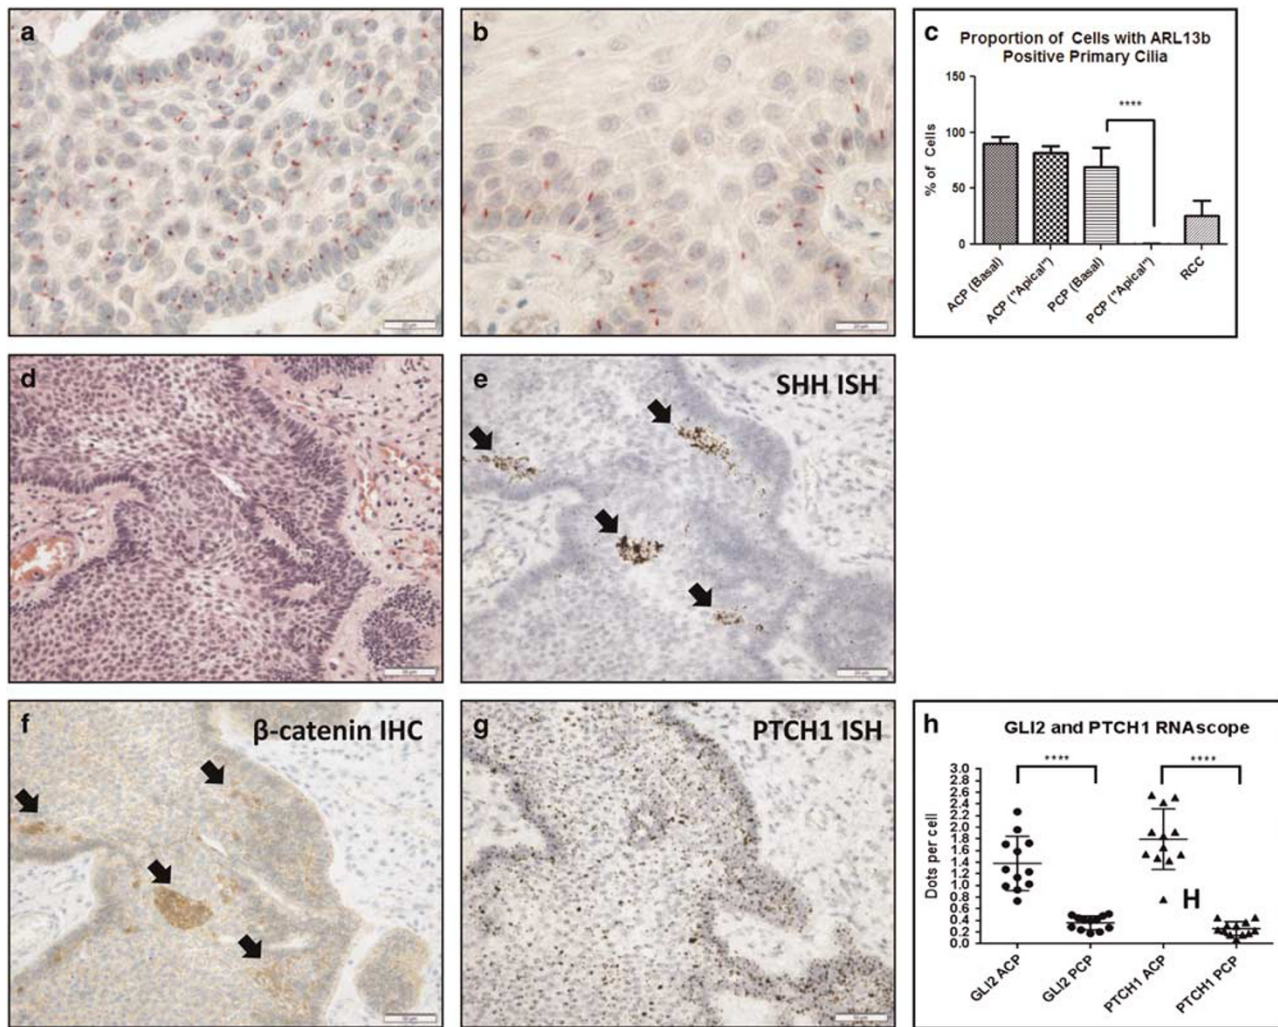 a
b
c
Proportion of Cells with ARL13b
Positive Primary Cilia
% of Cells
150
100
50
0
****
ACP (Basal)
ACP ("Apical")
PCP (Basal)
PCP ("Apical")
RCC
d
e
SHH ISH
f
β-catenin IHC
g
PTCH1 ISH
h
GLI2 and PTCH1 RNAscope
Dots per cell
3.0
2.8
2.6
2.4
2.2
2.0
1.8
1.6
1.4
1.2
1.0
0.8
0.6
0.4
0.2
0.0
****
****
H
GLI2 ACP
GLI2 PCP
PTCH1 ACP
PTCH1 PCP